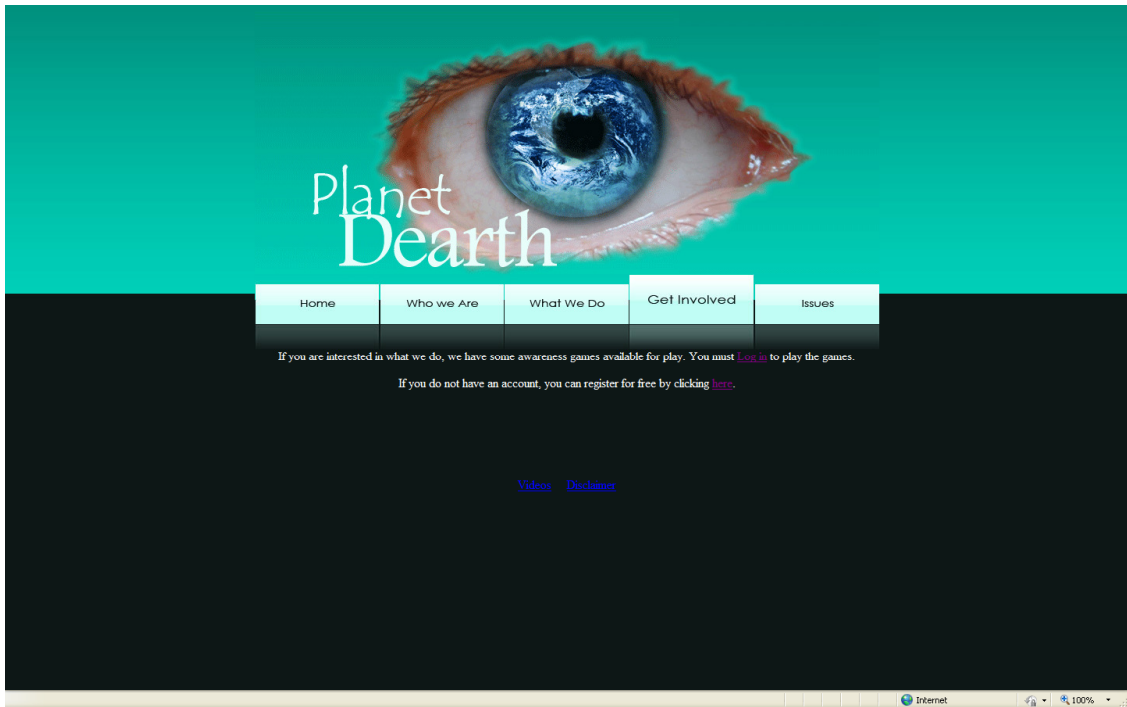 Planet
Dearth
Home Who we Are What We Do Get Involved Issues
If you are interested in what we do, we have some awareness games available for play. You must Log in to play the games.
If you do not have an account, you can register for free by clicking here.
Videos Disclaimer
Internet 100%